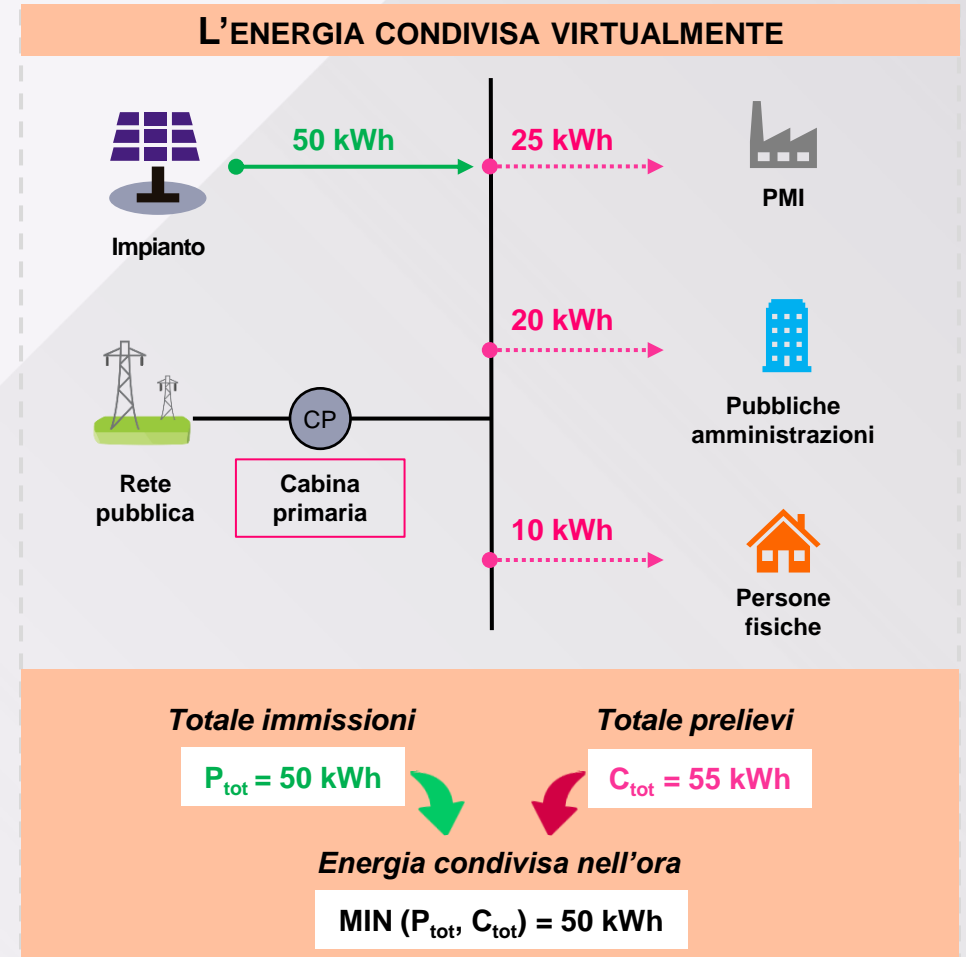 L'ENERGIA CONDIVISA VIRTUALMENTE
50 kWh
25 kWh
Impianto
PMI
20 kWh
CP
Pubbliche
amministrazioni
Rete
pubblica
Cabina
primaria
10 kWh
Persone
fisiche
Totale immissioni
Totale prelievi
Ptot = 50 kWh
Ctot = 55 kWh
Energia condivisa nell'ora
MIN (Ptot, Ctot) = 50 kWh